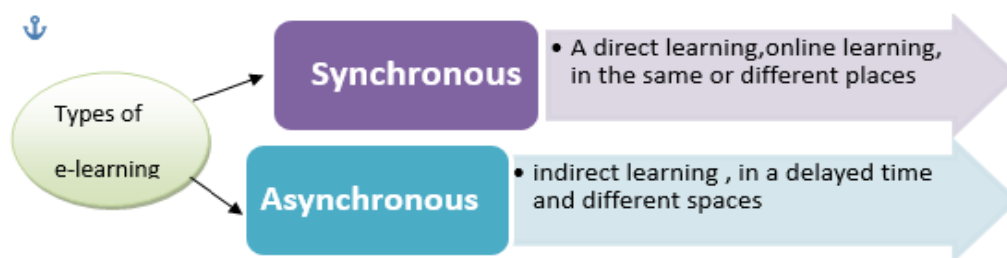 Types of
e-learning
Synchronous
• A direct learning,online learning,
in the same or different places
Asynchronous
• indirect learning , in a delayed time
and different spaces